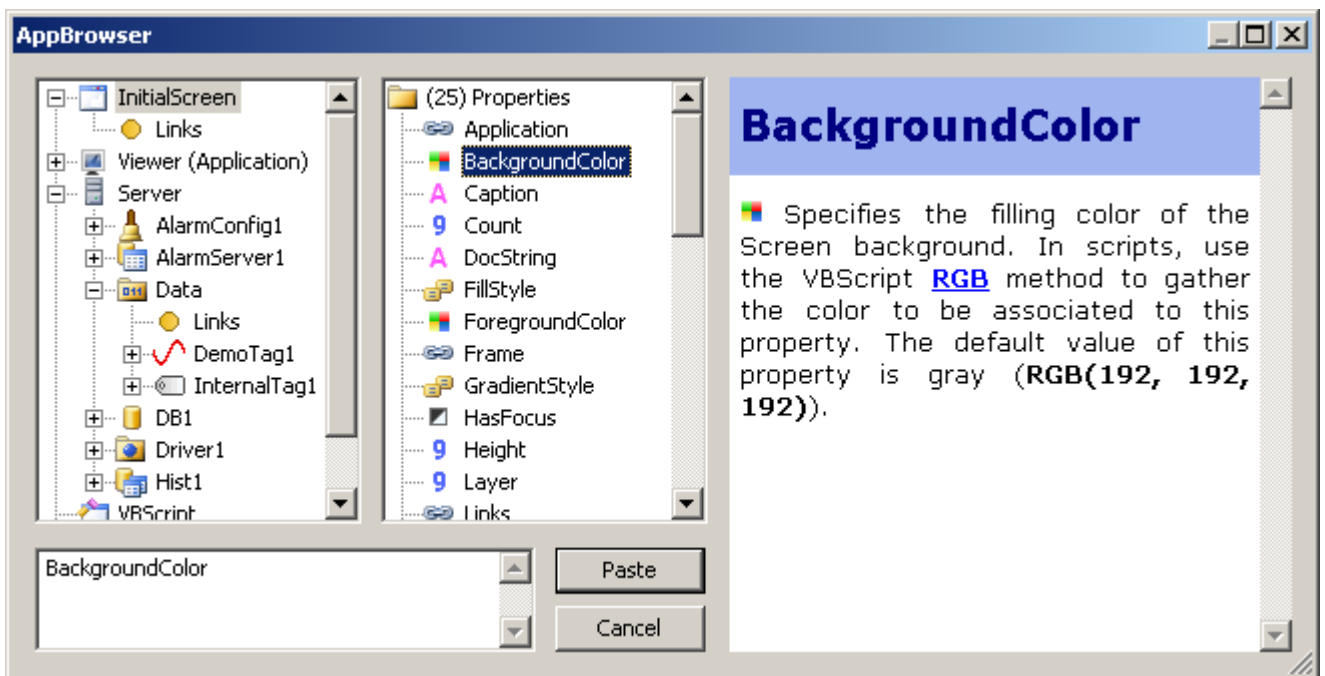 AppBrowser
InitialScreen
Links
Viewer (Application)
Server
AlarmConfig1
AlarmServer1
Data
Links
DemoTag1
InternalTag1
DB1
Driver1
Hist1
VBScript
(25) Properties
Application
BackgroundColor
Caption
Count
DocString
FillStyle
ForegroundColor
Frame
GradientStyle
HasFocus
Height
Layer
Links
BackgroundColor
Specifies the filling color of the
Screen background. In scripts, use
the VBScript RGB method to gather
the color to be associated to this
property. The default value of this
property is gray (RGB(192, 192,
192)).
BackgroundColor
Paste
Cancel